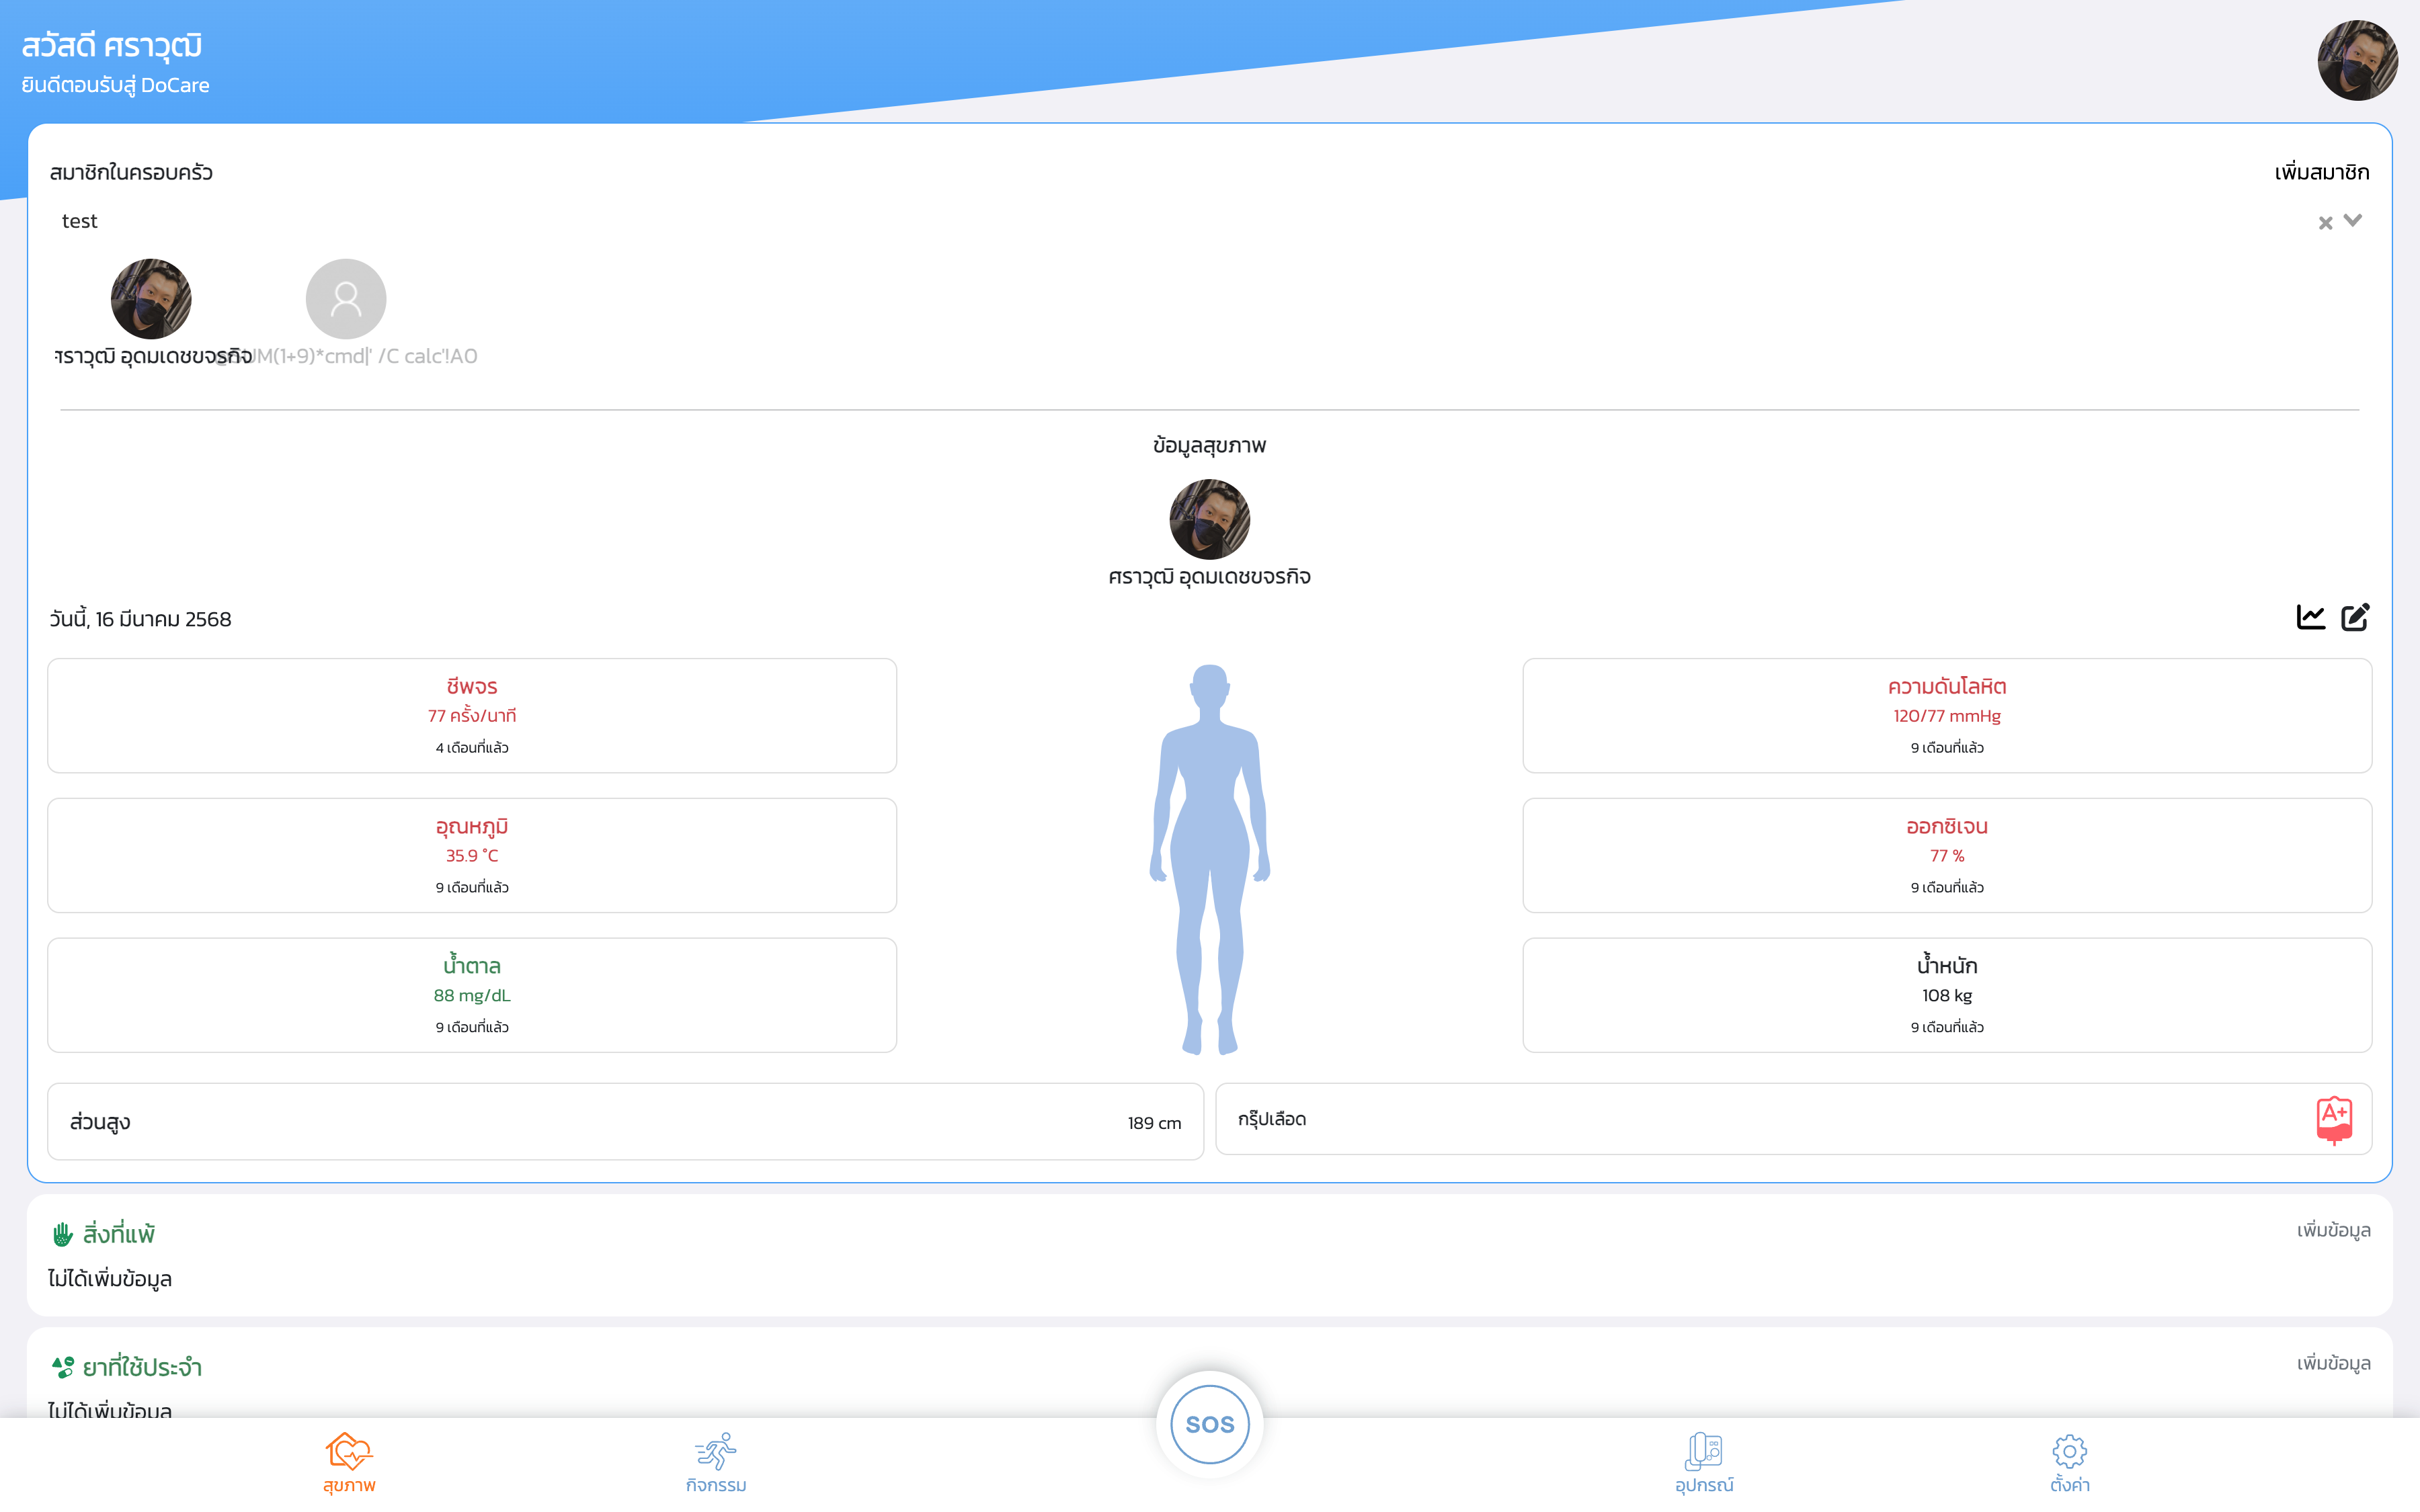 สวัสดี ศราวุฒิ
ยินดีตอนรับสู่ DoCare
สมาชิกในครอบครัว
เพิ่มสมาชิก
test
ศราวุฒิ อุดมเดชขจรกิจ
M(1+9)*cmd|' /C calc'!A0
ข้อมูลสุขภาพ
ศราวุฒิ อุดมเดชขจรกิจ
วันนี้, 16 มีนาคม 2568
ชีพจร
77 ครั้ง/นาที
4 เดือนที่แล้ว
ความดันโลหิต
120/77 mmHg
9 เดือนที่แล้ว
อุณหภูมิ
35.9 °C
9 เดือนที่แล้ว
ออกซิเจน
77 %
9 เดือนที่แล้ว
น้ำตาล
88 mg/dL
9 เดือนที่แล้ว
น้ำหนัก
108 kg
9 เดือนที่แล้ว
ส่วนสูง
189 cm
กรุ๊ปเลือด
A+
สิ่งที่แพ้
เพิ่มข้อมูล
ไม่ได้เพิ่มข้อมูล
ยาที่ใช้ประจำ
เพิ่มข้อมูล
ไม่ได้เพิ่มข้อมูล
สุขภาพ
กิจกรรม
SOS
อุปกรณ์
ตั้งค่า